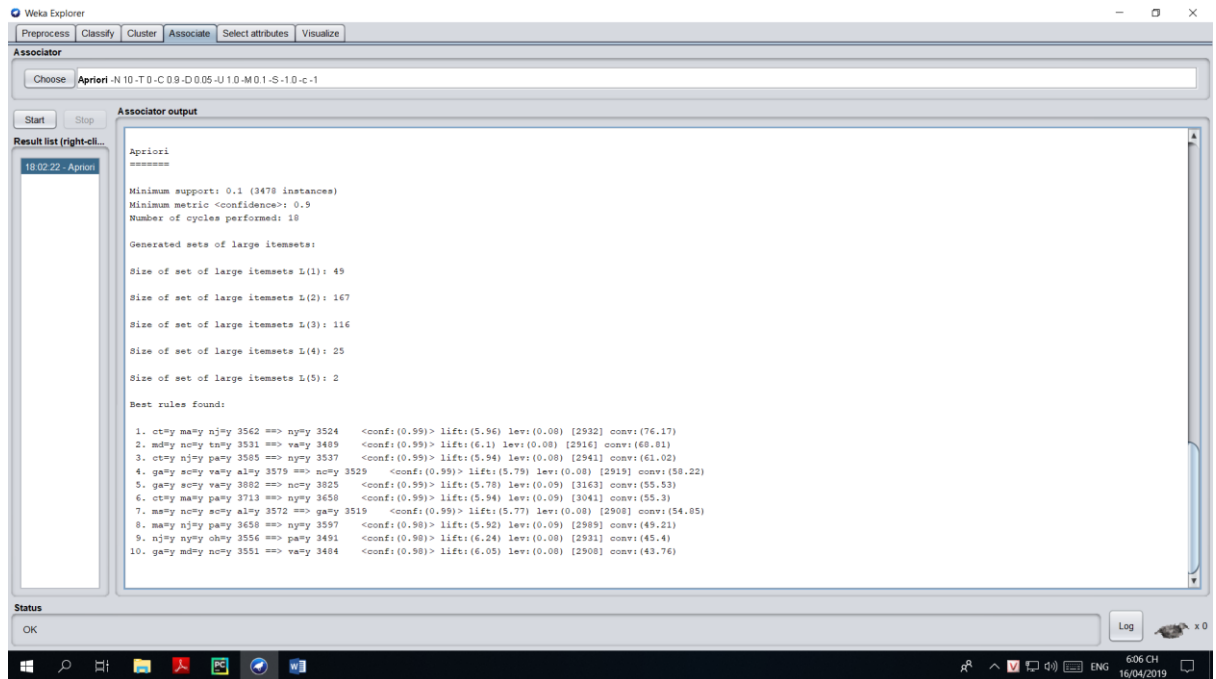 Weka Explorer
Preprocess Classify Cluster Associate Select attributes Visualize
Associator
Choose Apriori -N 10 -T 0 -C 0.9 -D 0.05 -U 1.0 -M 0.1 -S -1.0 -c -1
Start Stop
Associator output
Result list (right-cli...
18:02:22 - Apriori
Apriori
=======
Minimum support: 0.1 (3478 instances)
Minimum metric <confidence>: 0.9
Number of cycles performed: 18
Generated sets of large itemsets:
Size of set of large itemsets L(1): 49
Size of set of large itemsets L(2): 167
Size of set of large itemsets L(3): 116
Size of set of large itemsets L(4): 25
Size of set of large itemsets L(5): 2
Best rules found:
1. ct=y ma=y nj=y 3562 ==> ny=y 3524 <conf:(0.99)> lift:(5.96) lev:(0.08) [2932] conv:(76.17)
2. md=y nc=y tn=y 3531 ==> va=y 3489 <conf:(0.99)> lift:(6.1) lev:(0.08) [2916] conv:(68.81)
3. ct=y nj=y pa=y 3585 ==> ny=y 3537 <conf:(0.99)> lift:(5.94) lev:(0.08) [2941] conv:(61.02)
4. ga=y sc=y va=y al=y 3579 ==> nc=y 3529 <conf:(0.99)> lift:(5.79) lev:(0.08) [2919] conv:(58.22)
5. ga=y sc=y va=y 3882 ==> nc=y 3825 <conf:(0.99)> lift:(5.78) lev:(0.09) [3163] conv:(55.53)
6. ct=y ma=y pa=y 3713 ==> ny=y 3658 <conf:(0.99)> lift:(5.94) lev:(0.09) [3041] conv:(55.3)
7. ms=y nc=y sc=y al=y 3572 ==> ga=y 3519 <conf:(0.99)> lift:(5.77) lev:(0.08) [2908] conv:(54.85)
8. ma=y nj=y pa=y 3658 ==> ny=y 3597 <conf:(0.98)> lift:(5.92) lev:(0.09) [2989] conv:(49.21)
9. nj=y ny=y oh=y 3556 ==> pa=y 3491 <conf:(0.98)> lift:(6.24) lev:(0.08) [2931] conv:(45.4)
10. ga=y md=y nc=y 3551 ==> va=y 3484 <conf:(0.98)> lift:(6.05) lev:(0.08) [2908] conv:(43.76)
Status
OK
Log
x 0
ENG
6:06 CH
16/04/2019